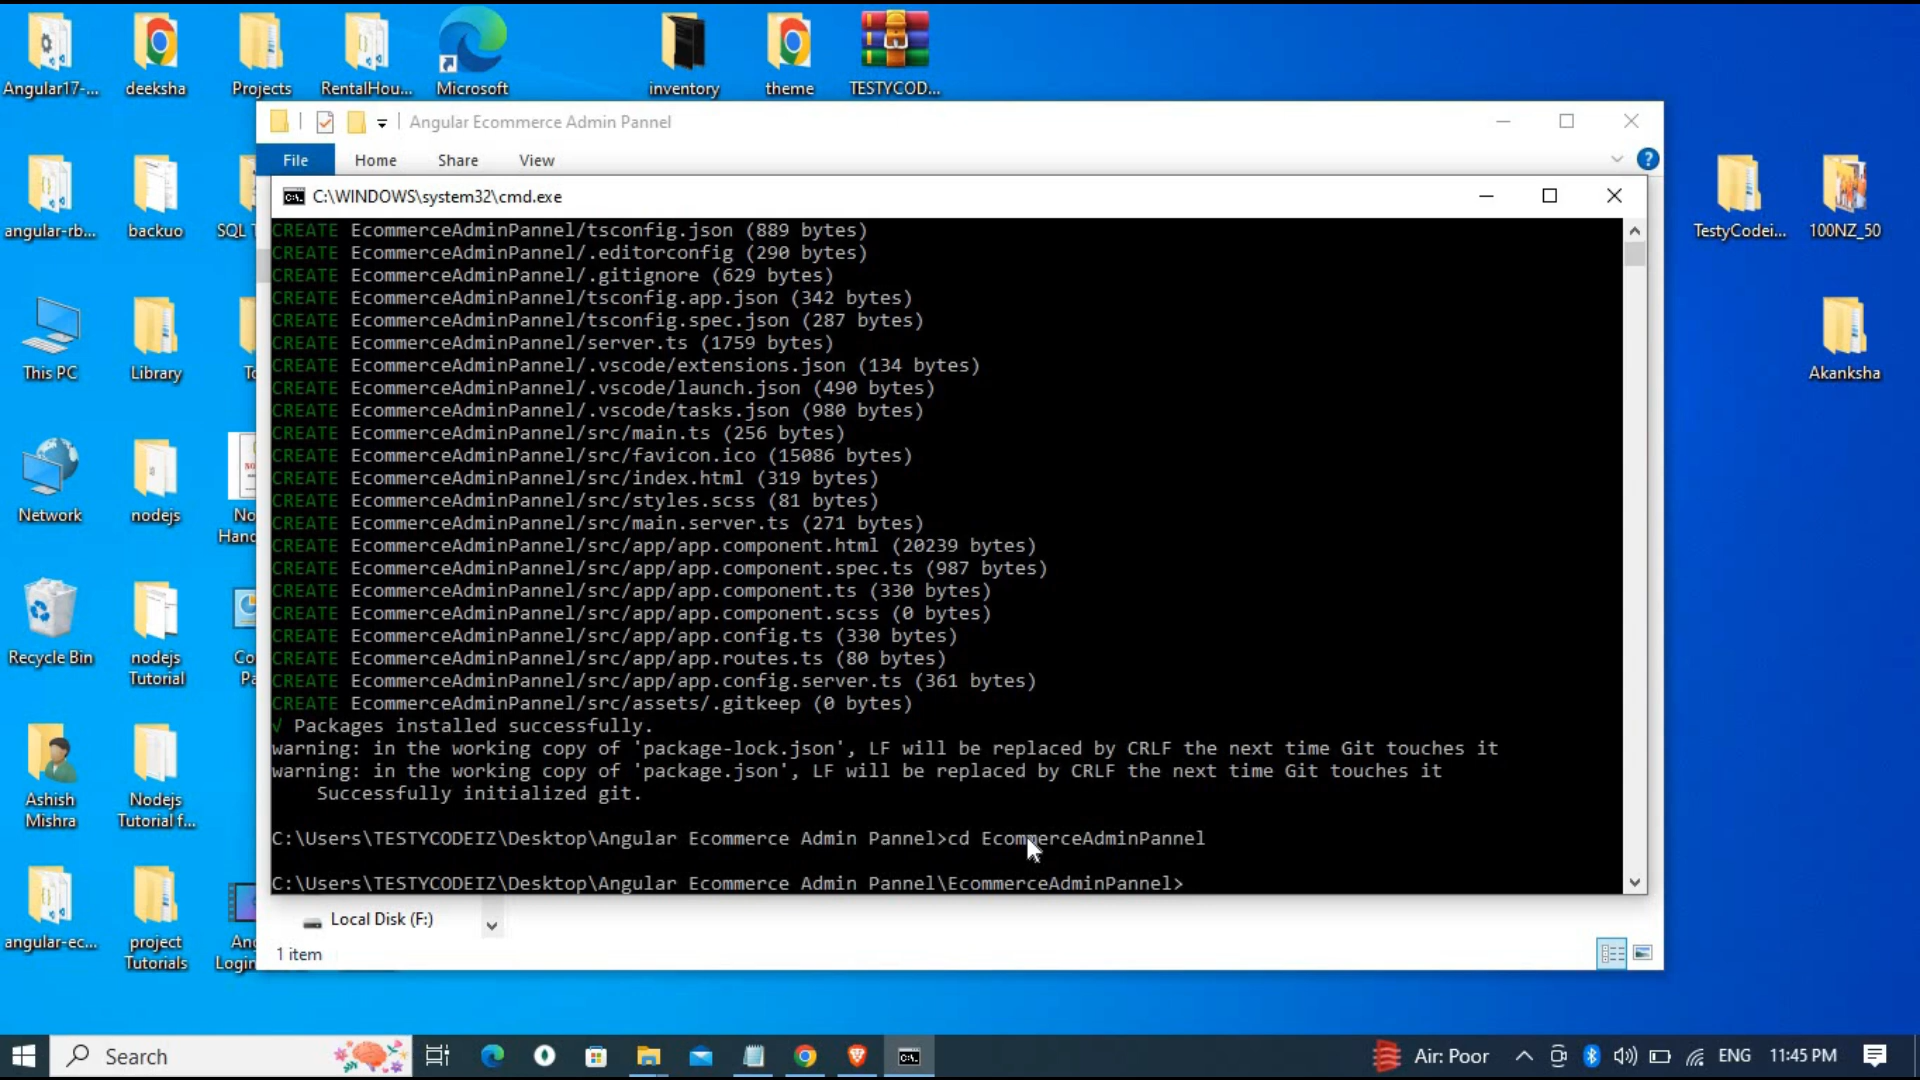 Angular17-...
deeksha
Projects
RentalHou...
Microsoft
inventory
theme
TESTYCOD...
Angular Ecommerce Admin Pannel
File
Home
Share
View
C:\WINDOWS\system32\cmd.exe
CREATE EcommerceAdminPannel/tsconfig.json (889 bytes)
CREATE EcommerceAdminPannel/.editorconfig (290 bytes)
CREATE EcommerceAdminPannel/.gitignore (629 bytes)
CREATE EcommerceAdminPannel/tsconfig.app.json (342 bytes)
CREATE EcommerceAdminPannel/tsconfig.spec.json (287 bytes)
CREATE EcommerceAdminPannel/server.ts (1759 bytes)
CREATE EcommerceAdminPannel/.vscode/extensions.json (134 bytes)
CREATE EcommerceAdminPannel/.vscode/launch.json (490 bytes)
CREATE EcommerceAdminPannel/.vscode/tasks.json (980 bytes)
CREATE EcommerceAdminPannel/src/main.ts (256 bytes)
CREATE EcommerceAdminPannel/src/favicon.ico (15086 bytes)
CREATE EcommerceAdminPannel/src/index.html (319 bytes)
CREATE EcommerceAdminPannel/src/styles.scss (81 bytes)
CREATE EcommerceAdminPannel/src/main.server.ts (271 bytes)
CREATE EcommerceAdminPannel/src/app/app.component.html (20239 bytes)
CREATE EcommerceAdminPannel/src/app/app.component.spec.ts (987 bytes)
CREATE EcommerceAdminPannel/src/app/app.component.ts (330 bytes)
CREATE EcommerceAdminPannel/src/app/app.component.scss (0 bytes)
CREATE EcommerceAdminPannel/src/app/app.config.ts (330 bytes)
CREATE EcommerceAdminPannel/src/app/app.routes.ts (80 bytes)
CREATE EcommerceAdminPannel/src/app/app.config.server.ts (361 bytes)
CREATE EcommerceAdminPannel/src/assets/.gitkeep (0 bytes)
√ Packages installed successfully.
warning: in the working copy of 'package-lock.json', LF will be replaced by CRLF the next time Git touches it
warning: in the working copy of 'package.json', LF will be replaced by CRLF the next time Git touches it
Successfully initialized git.
C:\Users\TESTYCODEIZ\Desktop\Angular Ecommerce Admin Pannel>cd EcommerceAdminPannel
C:\Users\TESTYCODEIZ\Desktop\Angular Ecommerce Admin Pannel\EcommerceAdminPannel>
Local Disk (F:)
1 item
angular-rb...
backuo
SQL
This PC
Library
Network
nodejs
No
Han
Recycle Bin
nodejs
Tutorial
Co
Ashish
Mishra
Nodejs
Tutorial f...
angular-ec...
project
Tutorials
An
Login
TestyCodei...
100NZ_50
Akanksha
Search
Air: Poor
ENG
11:45 PM